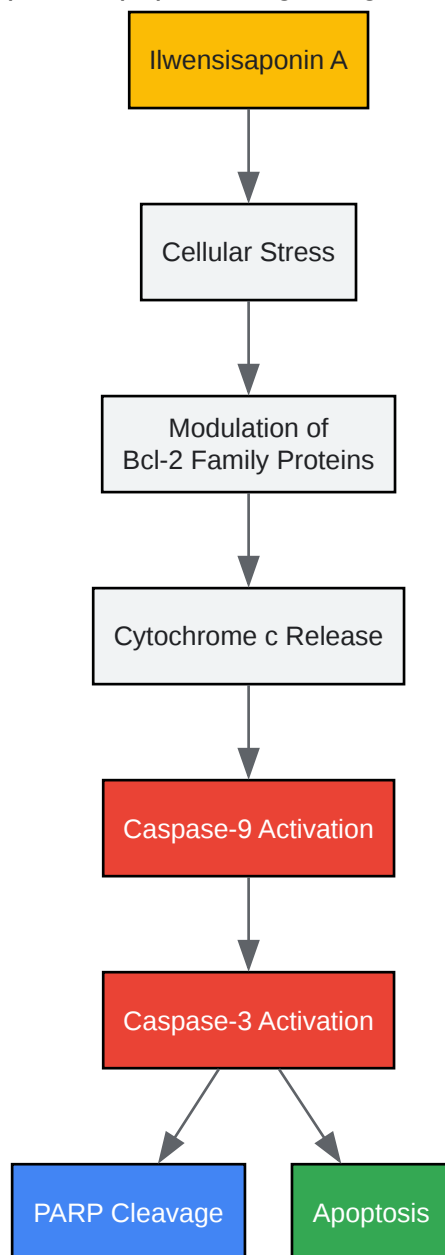 Ilwensisaponin A
Cellular Stress
Modulation of
Bcl-2 Family Proteins
Cytochrome c Release
Caspase-9 Activation
Caspase-3 Activation
PARP Cleavage
Apoptosis